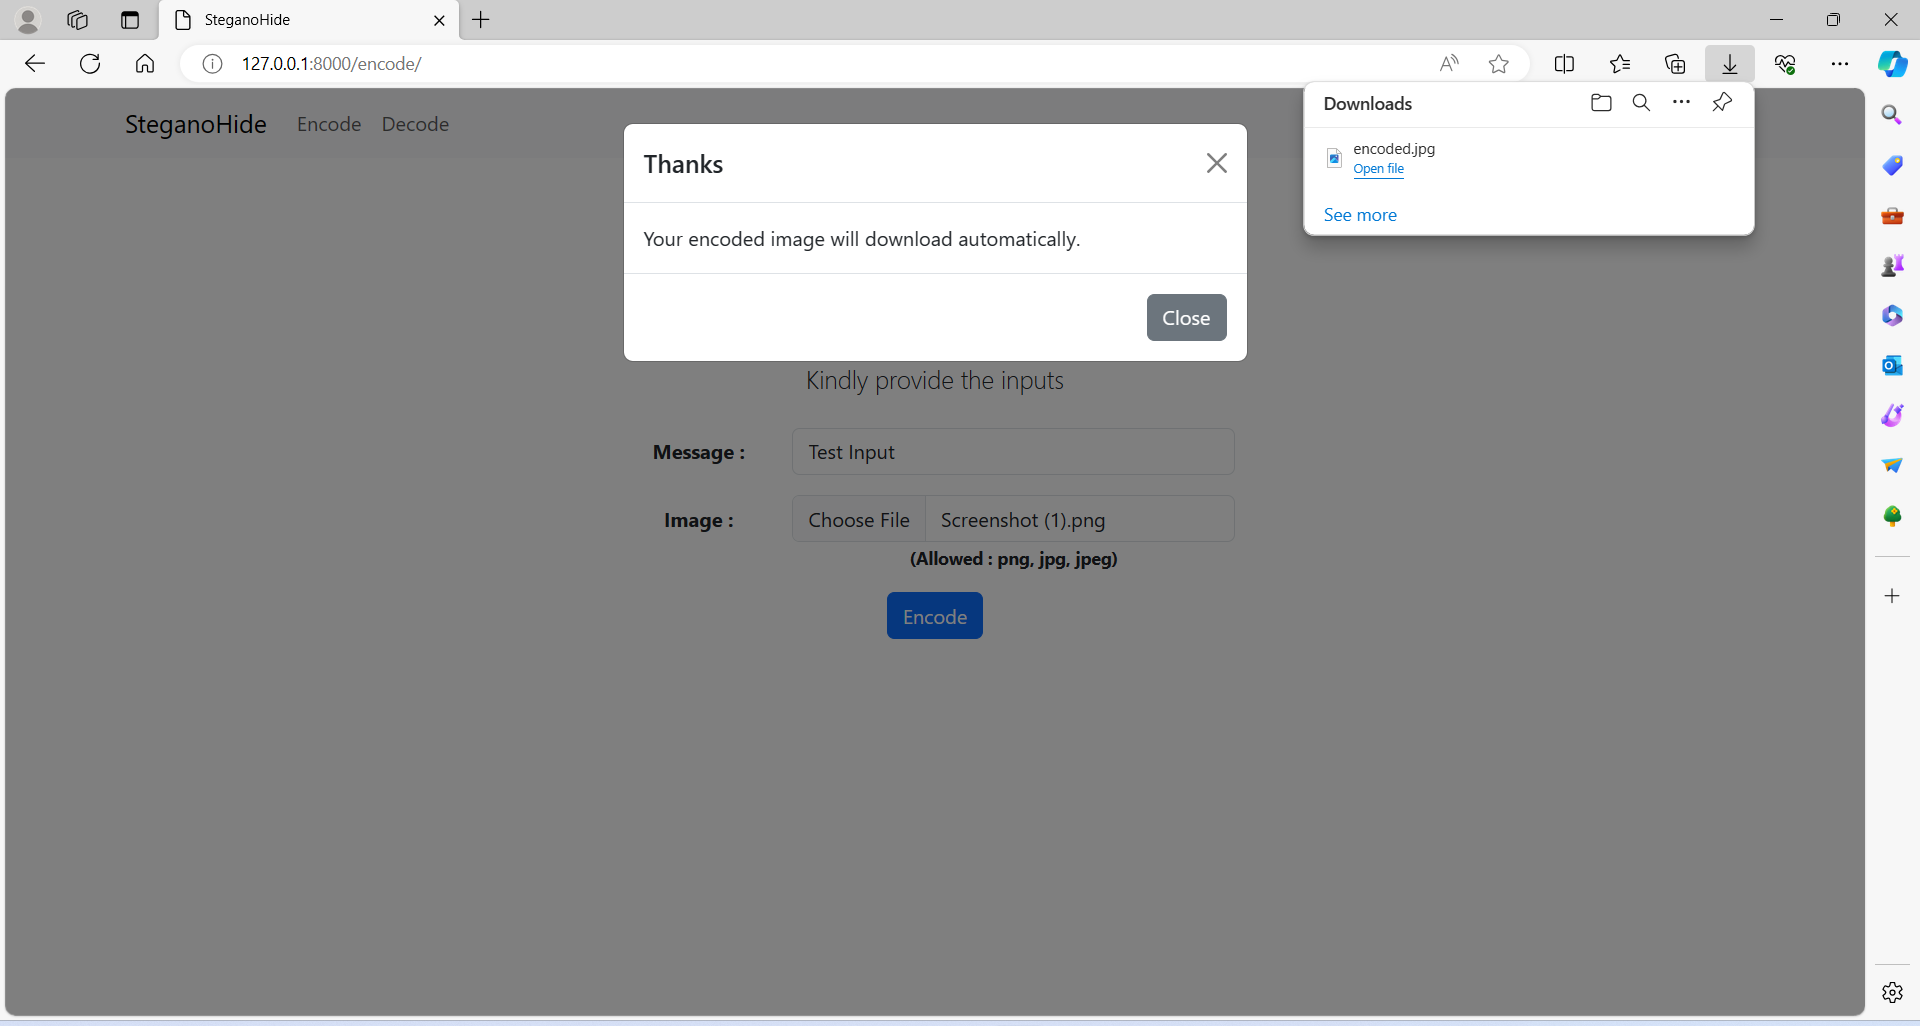 SteganoHide
127.0.0.1:8000/encode/
Downloads
encoded.jpg
Open file
See more
SteganoHide Encode Decode
Thanks
Your encoded image will download automatically.
Close
Kindly provide the inputs
Message : Test Input
Image : Choose File Screenshot (1).png
(Allowed : png, jpg, jpeg)
Encode